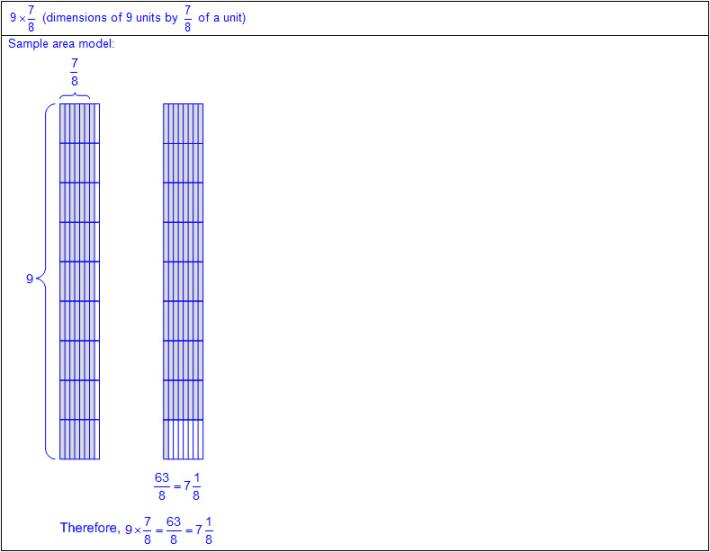 9 × 7/8 (dimensions of 9 units by 7/8 of a unit)
Sample area model:
7/8
9
63/8 = 7 1/8
Therefore, 9 × 7/8 = 63/8 = 7 1/8